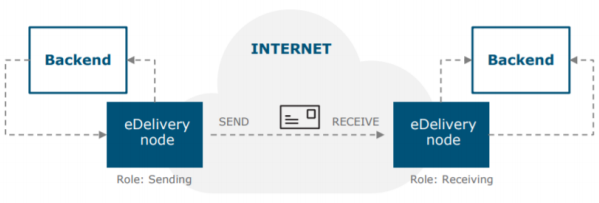 INTERNET
Backend
Backend
eDelivery
node
SEND
RECEIVE
eDelivery
node
Role: Sending
Role: Receiving